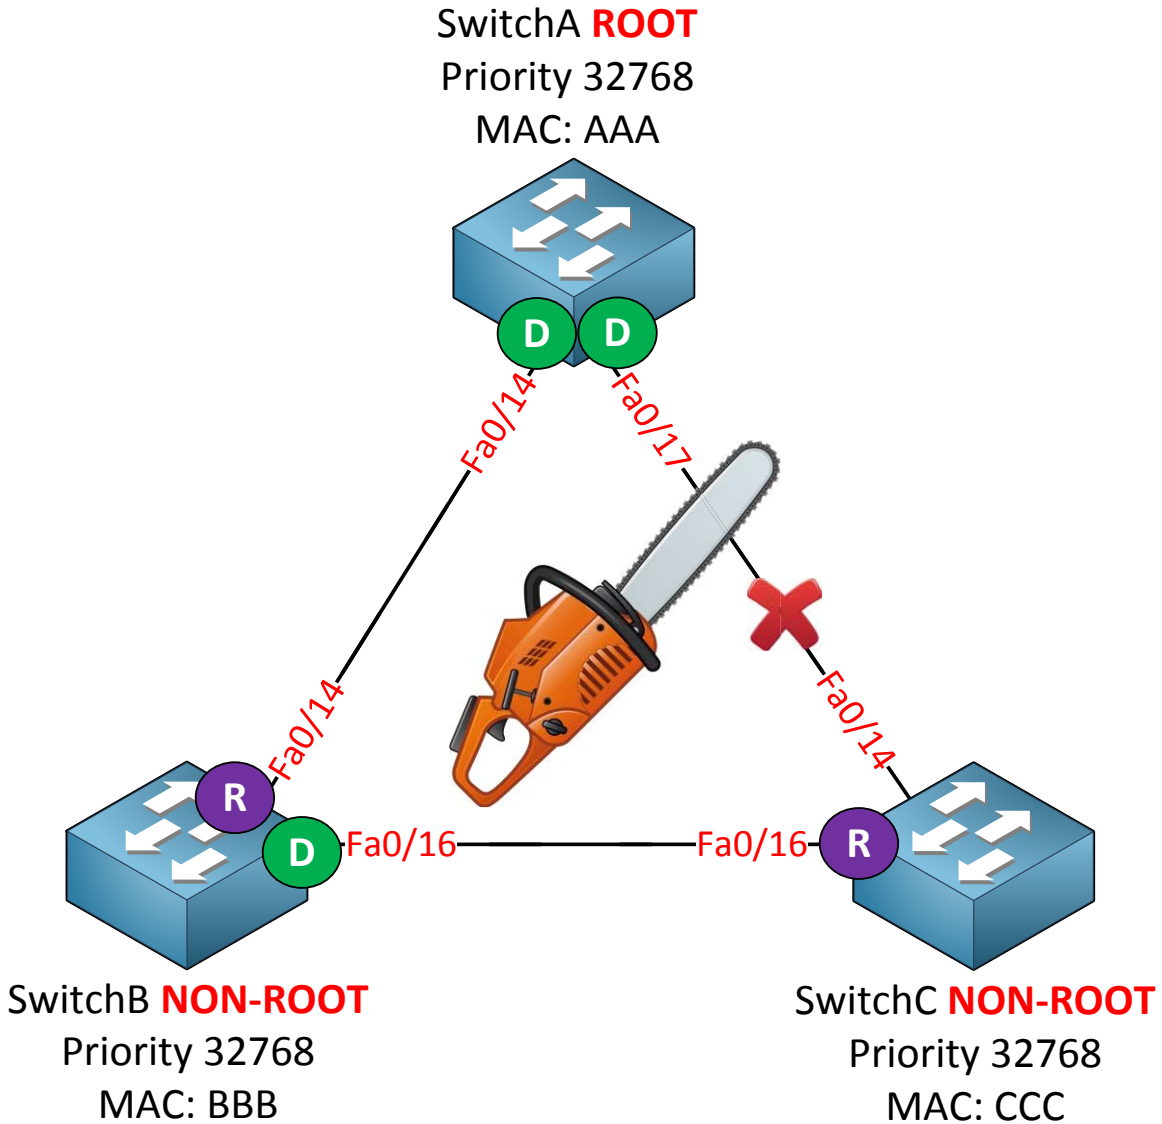 SwitchA ROOT
Priority 32768
MAC: AAA
D
D
Fa0/14
Fa0/17
Fa0/14
Fa0/14
R
D
Fa0/16
Fa0/16
R
SwitchB NON-ROOT
Priority 32768
MAC: BBB
SwitchC NON-ROOT
Priority 32768
MAC: CCC